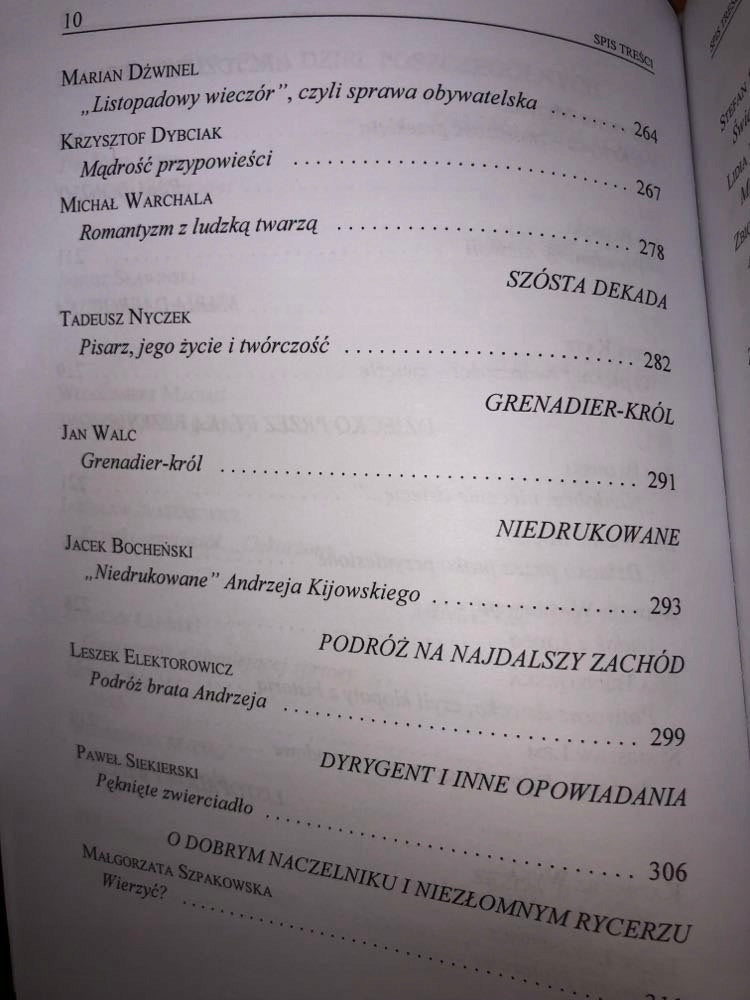 10
SPIS TREŚCI
MARIAN DŹWINEL
„Listopadowy wieczór”, czyli sprawa obywatelska ........ 264
KRZYSZTOF DYBCIAK
Mądrość przypowieści ........ 267
MICHAŁ WARCHALA
Romantyzm z ludzką twarzą ........ 278
SZÓSTA DEKADA
TADEUSZ NYCZEK
Pisarz, jego życie i twórczość ........ 282
GRENADIER-KRÓL
JAN WALC
Grenadier-król ........ 291
NIEDRUKOWANE
JACEK BOCHEŃSKI
„Niedrukowane” Andrzeja Kijowskiego ........ 293
PODRÓŻ NA NAJDALSZY ZACHÓD
LESZEK ELEKTOROWICZ
Podróż brata Andrzeja ........ 299
DYRYGENT I INNE OPOWIADANIA
PAWEŁ SIEKIERSKI
Pęknięte zwierciadło ........ 306
O DOBRYM NACZELNIKU I NIEZŁOMNYM RYCERZU
MAŁGORZATA SZPAKOWSKA
Wierzyć? ........
SPIS
STEFAN
LIDIA